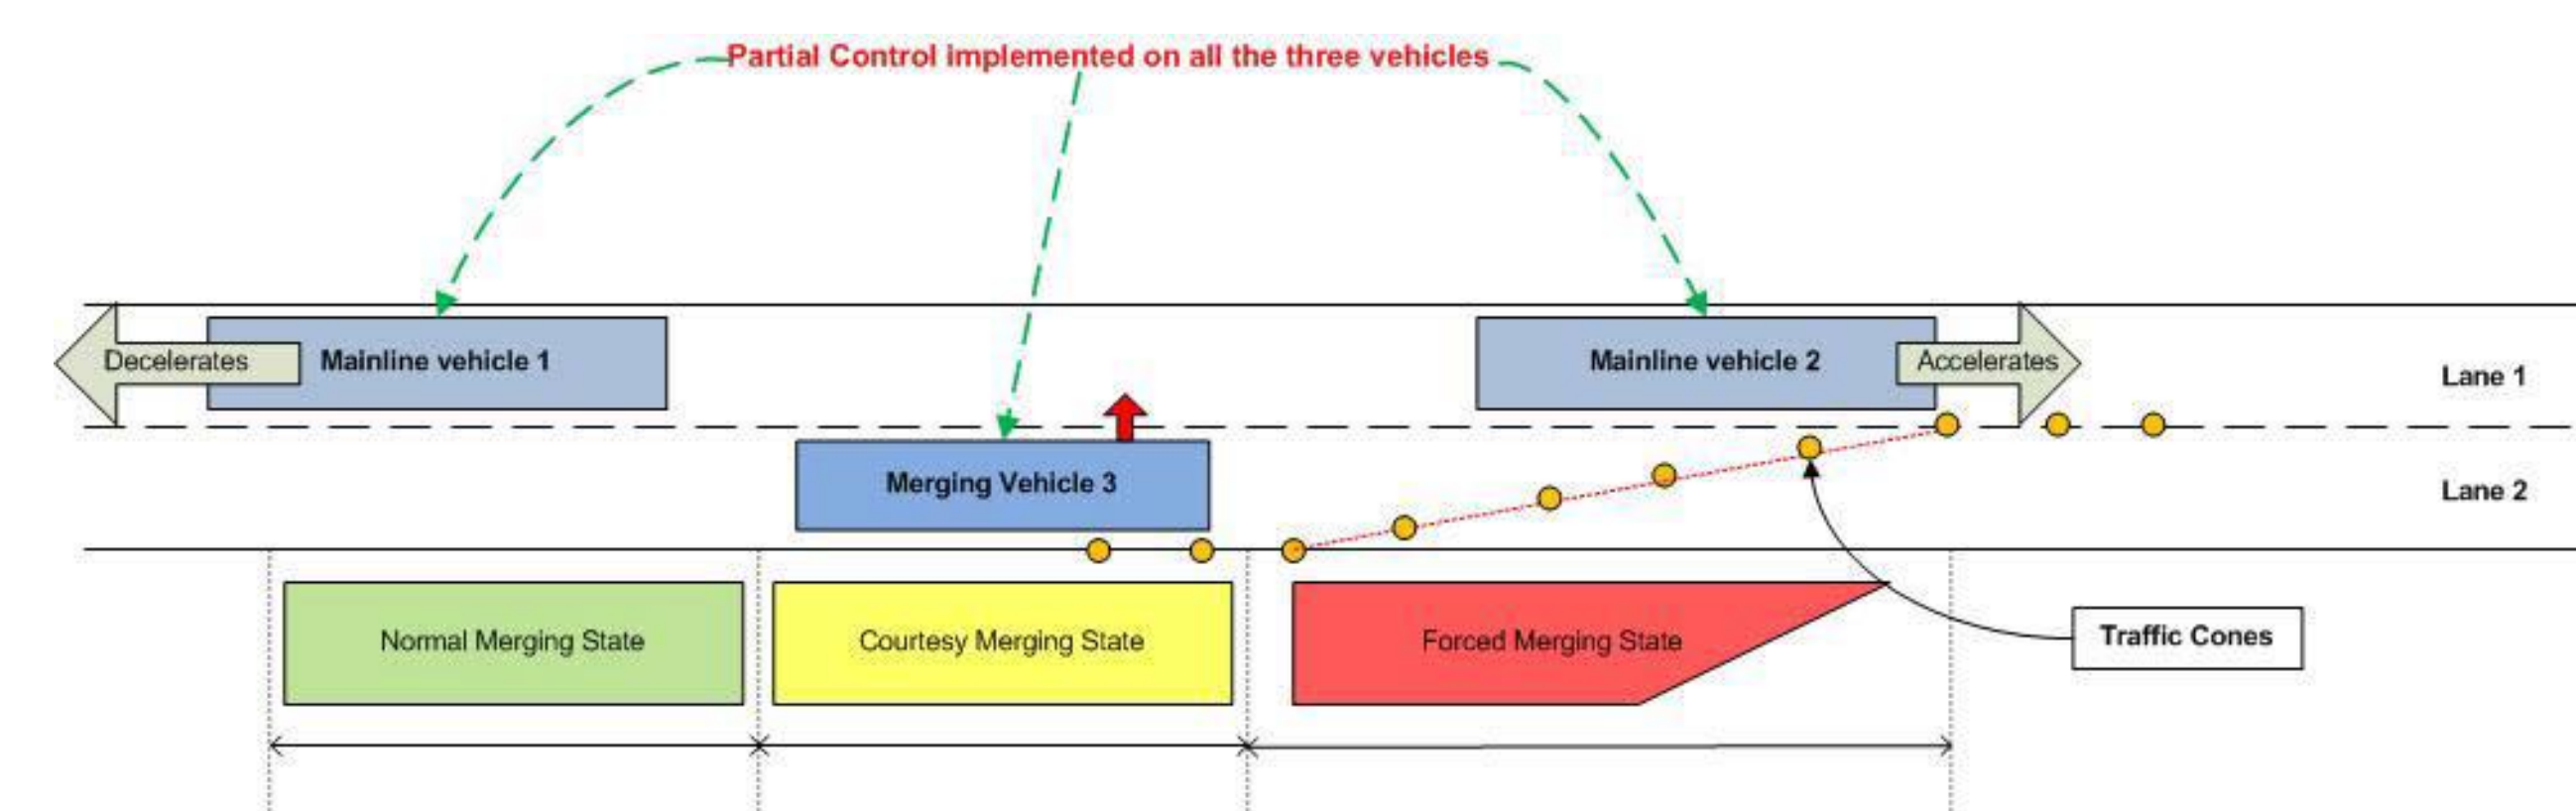 Partial Control implemented on all the three vehicles
Decelerates
Mainline vehicle 1
Mainline vehicle 2
Accelerates
Lane 1
Merging Vehicle 3
Lane 2
Normal Merging State
Courtesy Merging State
Forced Merging State
Traffic Cones